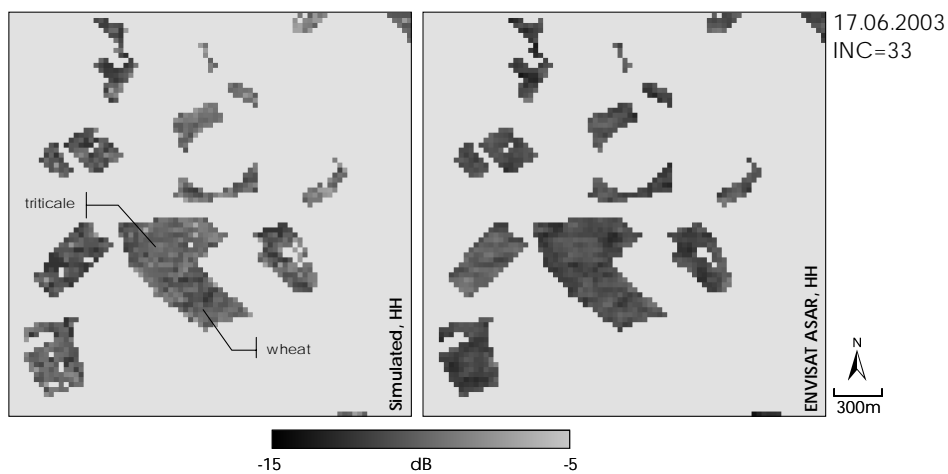 17.06.2003
INC=33
triticale
wheat
Simulated, HH
ENVISAT ASAR, HH
N
300m
-15 dB -5